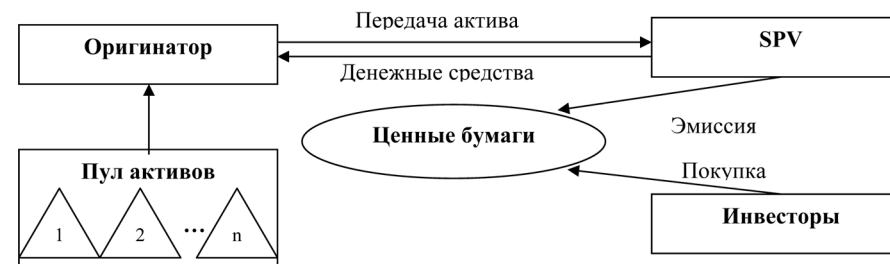 Передача актива
Оригинатор
SPV
Денежные средства
Ценные бумаги
Эмиссия
Пул активов
Покупка
1
2
...
n
Инвесторы